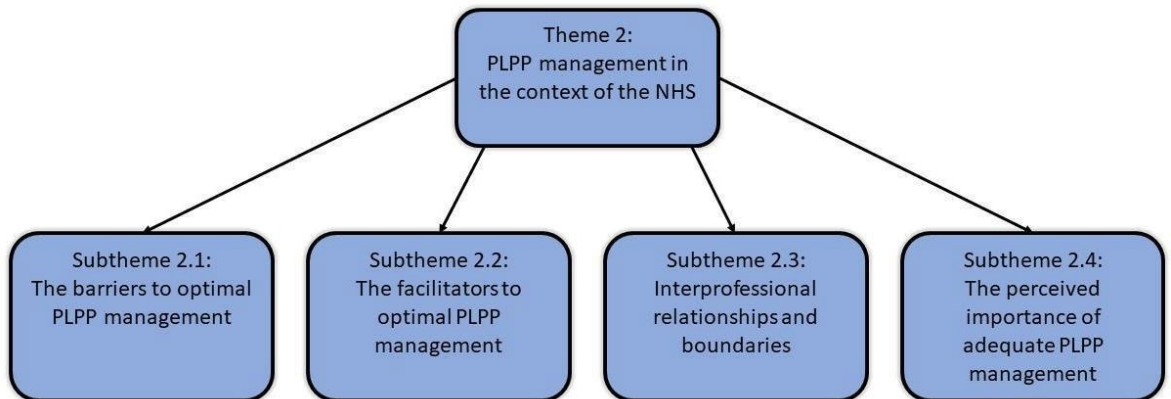 Theme 2:
PLPP management in
the context of the NHS
Subtheme 2.1:
The barriers to optimal
PLPP management
Subtheme 2.2:
The facilitators to
optimal PLPP
management
Subtheme 2.3:
Interprofessional
relationships and
boundaries
Subtheme 2.4:
The perceived
importance of
adequate PLPP
management